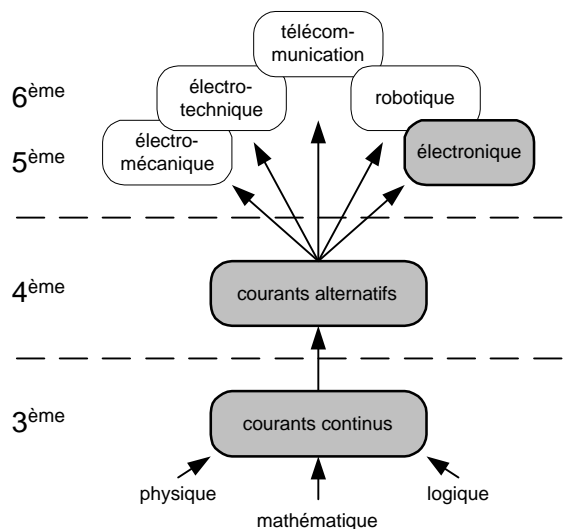 télécom-
munication
6ème
électro-
technique
robotique
5ème
électro-
mécanique
électronique
4ème
courants alternatifs
3ème
courants continus
physique
logique
mathématique